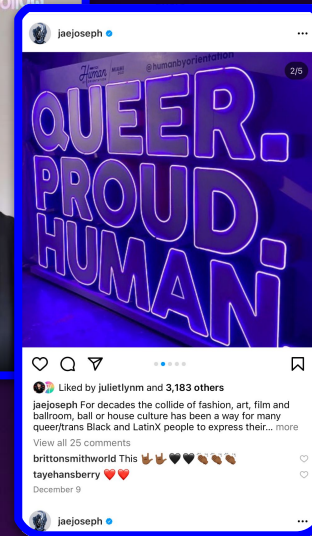 jaejoseph
Human
@humanbyorientation
2/5
QUEER.
PROUD.
HUMAN.
Liked by julietlynm and 3,183 others
jaejoseph For decades the collide of fashion, art, film and
ballroom, ball or house culture has been a way for many
queer/trans Black and LatinX people to express their... more
View all 25 comments
brittonsmithworld This 🤟🏾🤟🏾🖤🖤👏🏾👏🏾👏🏾
tayehansberry ❤️❤️
December 9
jaejoseph